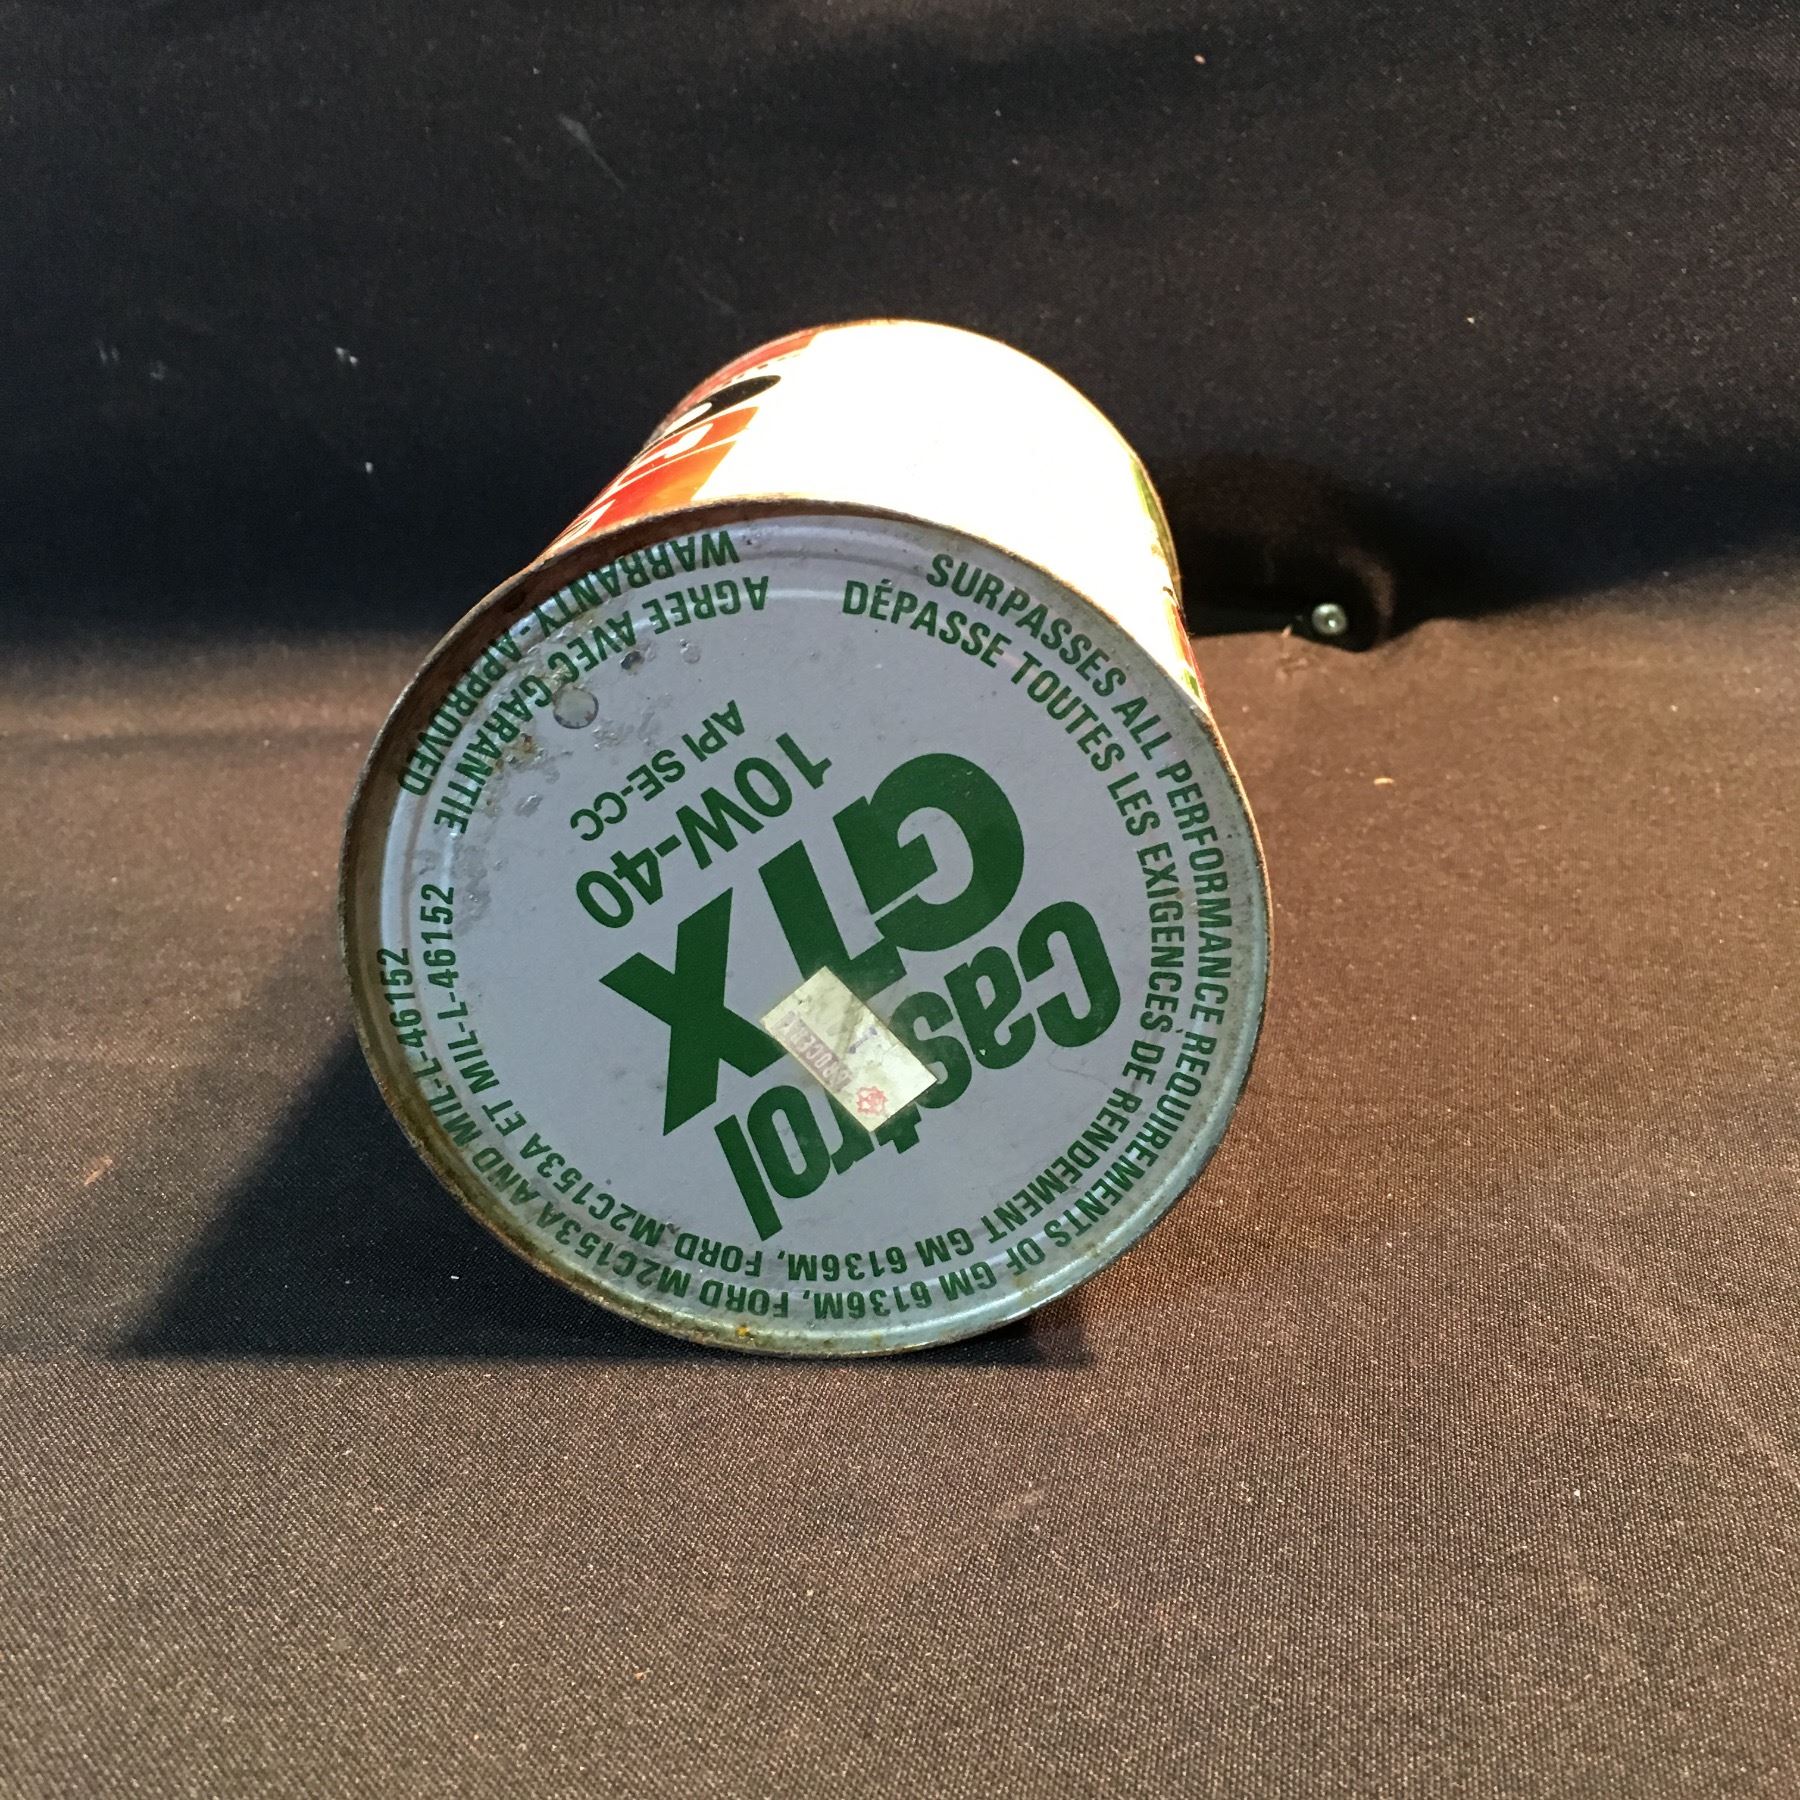 WARRANTY-APPROVED
AGREE AVEC GARANTIE
SURPASSES ALL PERFORMANCE REQUIREMENTS OF GM 6136M, FORD M2C153A AND MIL-L-46152
DÉPASSE TOUTES LES EXIGENCES DE RENDEMENT GM 6136M, FORD, M2C153A ET MIL-L-46152
Castrol
GTX
10W-40
API SE-CC